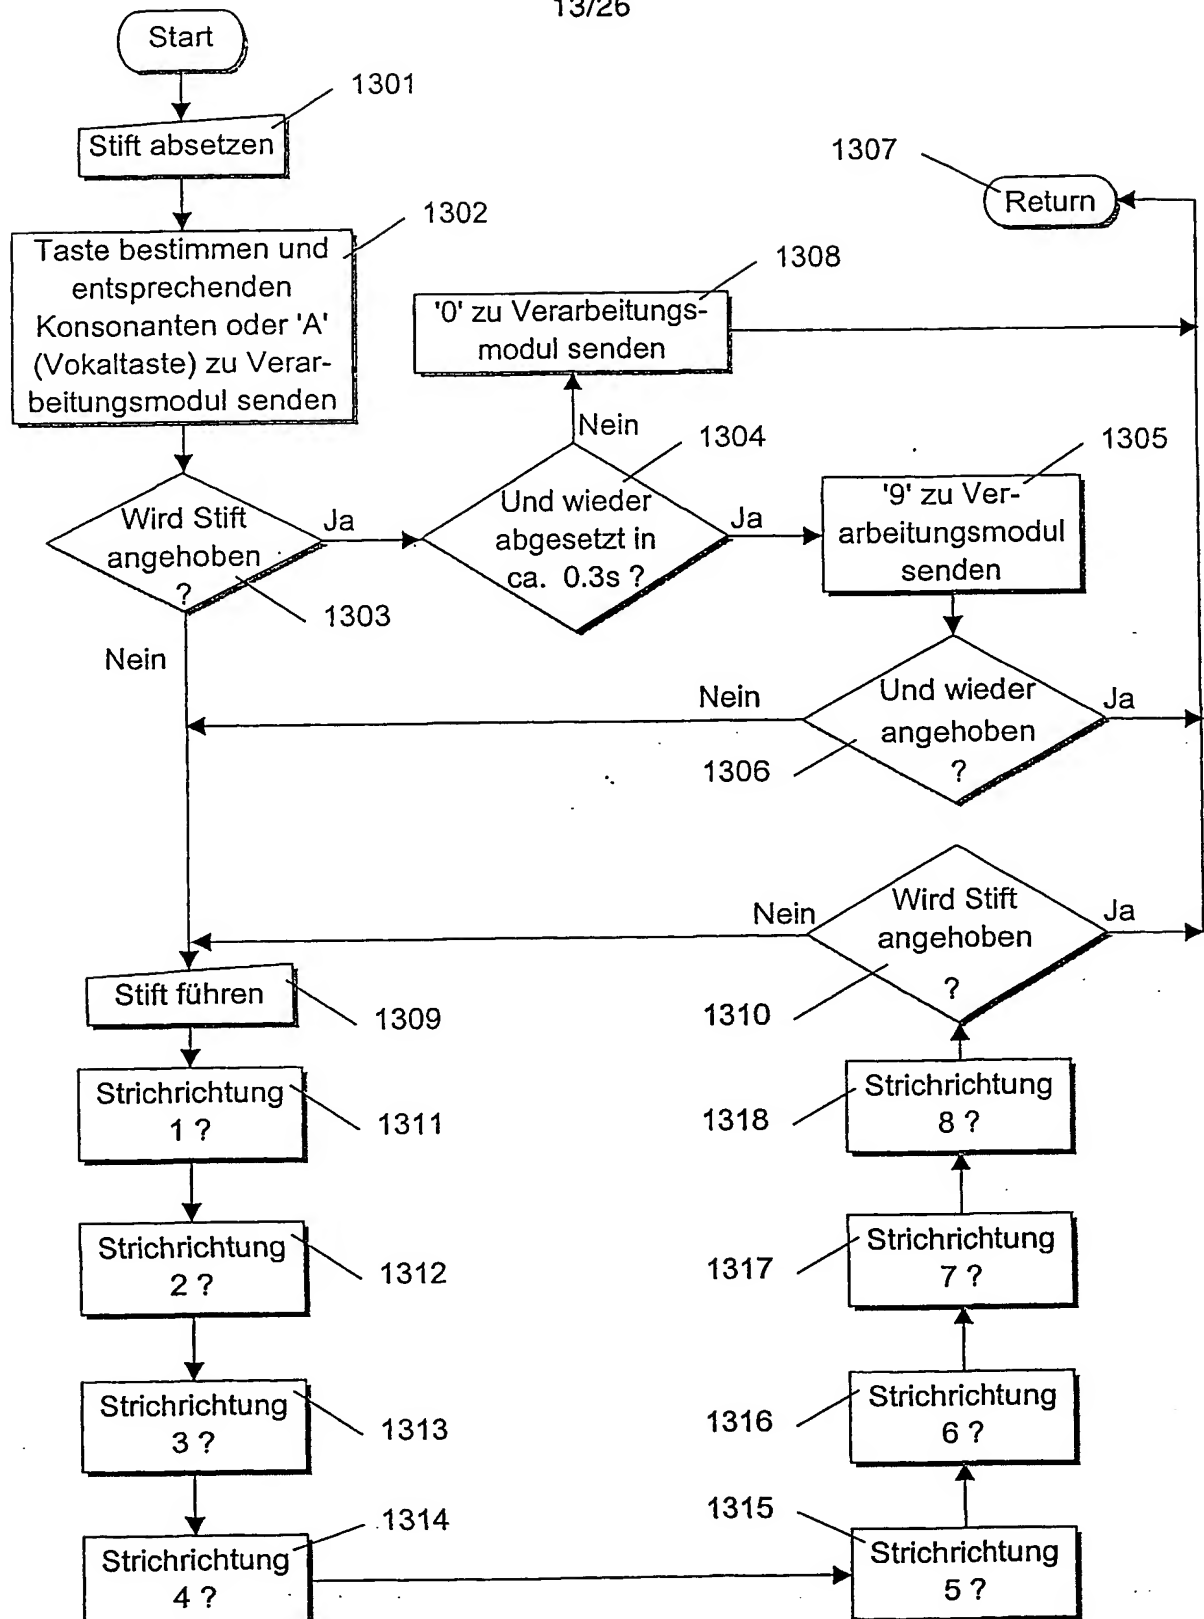 13/26
Start
1301
Stift absetzen
1307
Return
1302
Taste bestimmen und
entsprechenden
Konsonanten oder 'A'
(Vokaltaste) zu Verar-
beitungsmodul senden
1308
'0' zu Verarbeitungs-
modul senden
Nein
1304
1305
Wird Stift
angehoben
?
Ja
1303
Und wieder
abgesetzt in
ca. 0.3s ?
Ja
'9' zu Ver-
arbeitungsmodul
senden
Nein
Nein
Und wieder
angehoben
?
Ja
1306
Nein
Wird Stift
angehoben
?
Ja
1310
Stift führen
1309
Strichrichtung
1 ?
1311
1318
Strichrichtung
8 ?
Strichrichtung
2 ?
1312
1317
Strichrichtung
7 ?
Strichrichtung
3 ?
1313
1316
Strichrichtung
6 ?
1314
Strichrichtung
4 ?
1315
Strichrichtung
5 ?